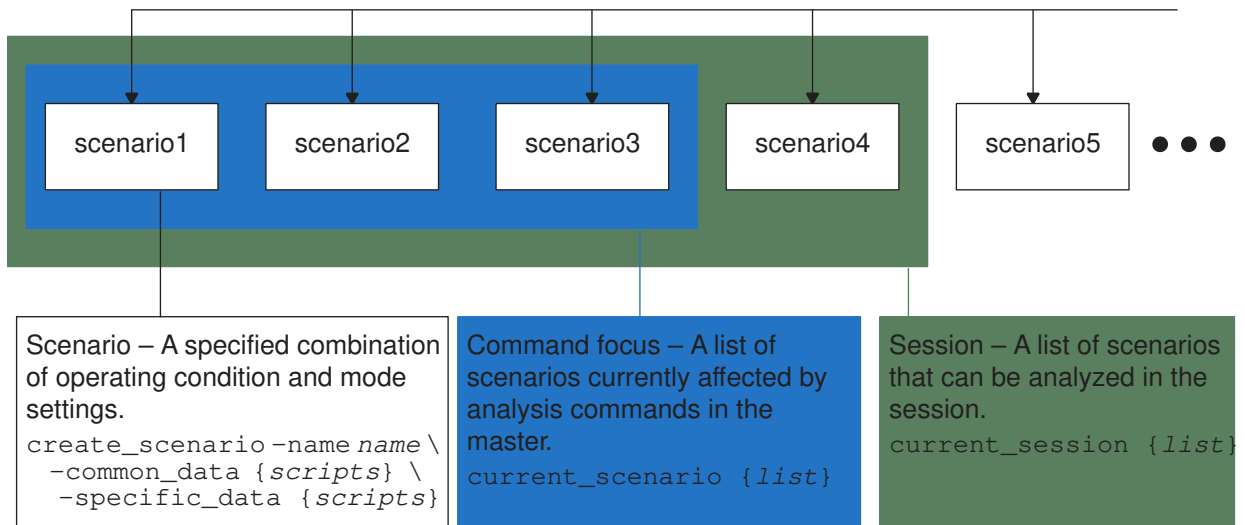 scenario1
scenario2
scenario3
scenario4
scenario5
Scenario – A specified combination
of operating condition and mode
settings.
create_scenario –name name \
–common_data {scripts} \
–specific_data {scripts}
Command focus – A list of
scenarios currently affected by
analysis commands in the
master.
current_scenario {list}
Session – A list of scenarios
that can be analyzed in the
session.
current_session {list}